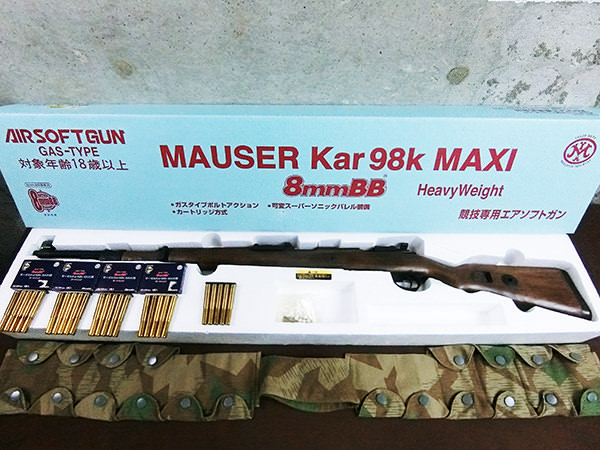 AIRSOFTGUN
GAS-TYPE
対象年齢18歳以上
MAUSER Kar 98k MAXI
8mmBB
HeavyWeight
• ガスタイプボルトアクション
• カートリッジ方式
• 可変スーパーソニックバレル装備
競技専用エアソフトガン
8mm